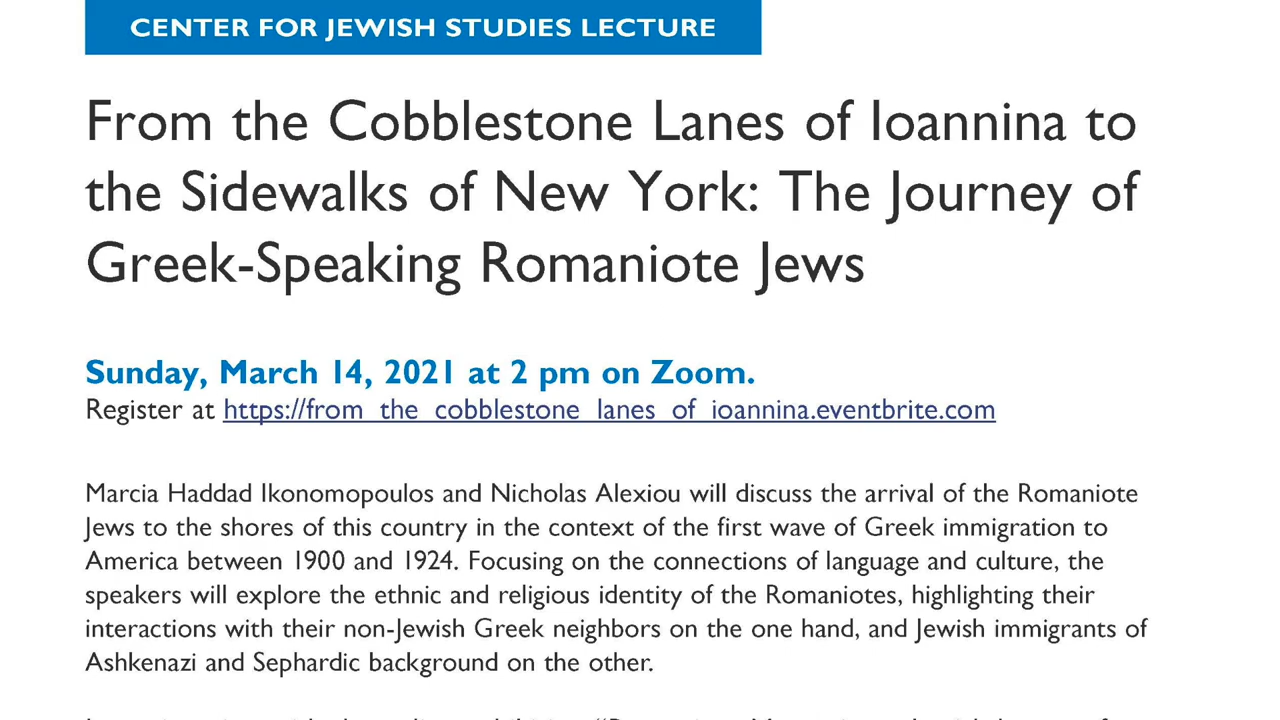 CENTER FOR JEWISH STUDIES LECTURE
From the Cobblestone Lanes of Ioannina to
the Sidewalks of New York: The Journey of
Greek-Speaking Romaniote Jews
Sunday, March 14, 2021 at 2 pm on Zoom.
Register at https://from_the_cobblestone_lanes_of_ioannina.eventbrite.com
Marcia Haddad Ikonomopoulos and Nicholas Alexiou will discuss the arrival of the Romaniote
Jews to the shores of this country in the context of the first wave of Greek immigration to
America between 1900 and 1924. Focusing on the connections of language and culture, the
speakers will explore the ethnic and religious identity of the Romaniotes, highlighting their
interactions with their non-Jewish Greek neighbors on the one hand, and Jewish immigrants of
Ashkenazi and Sephardic background on the other.